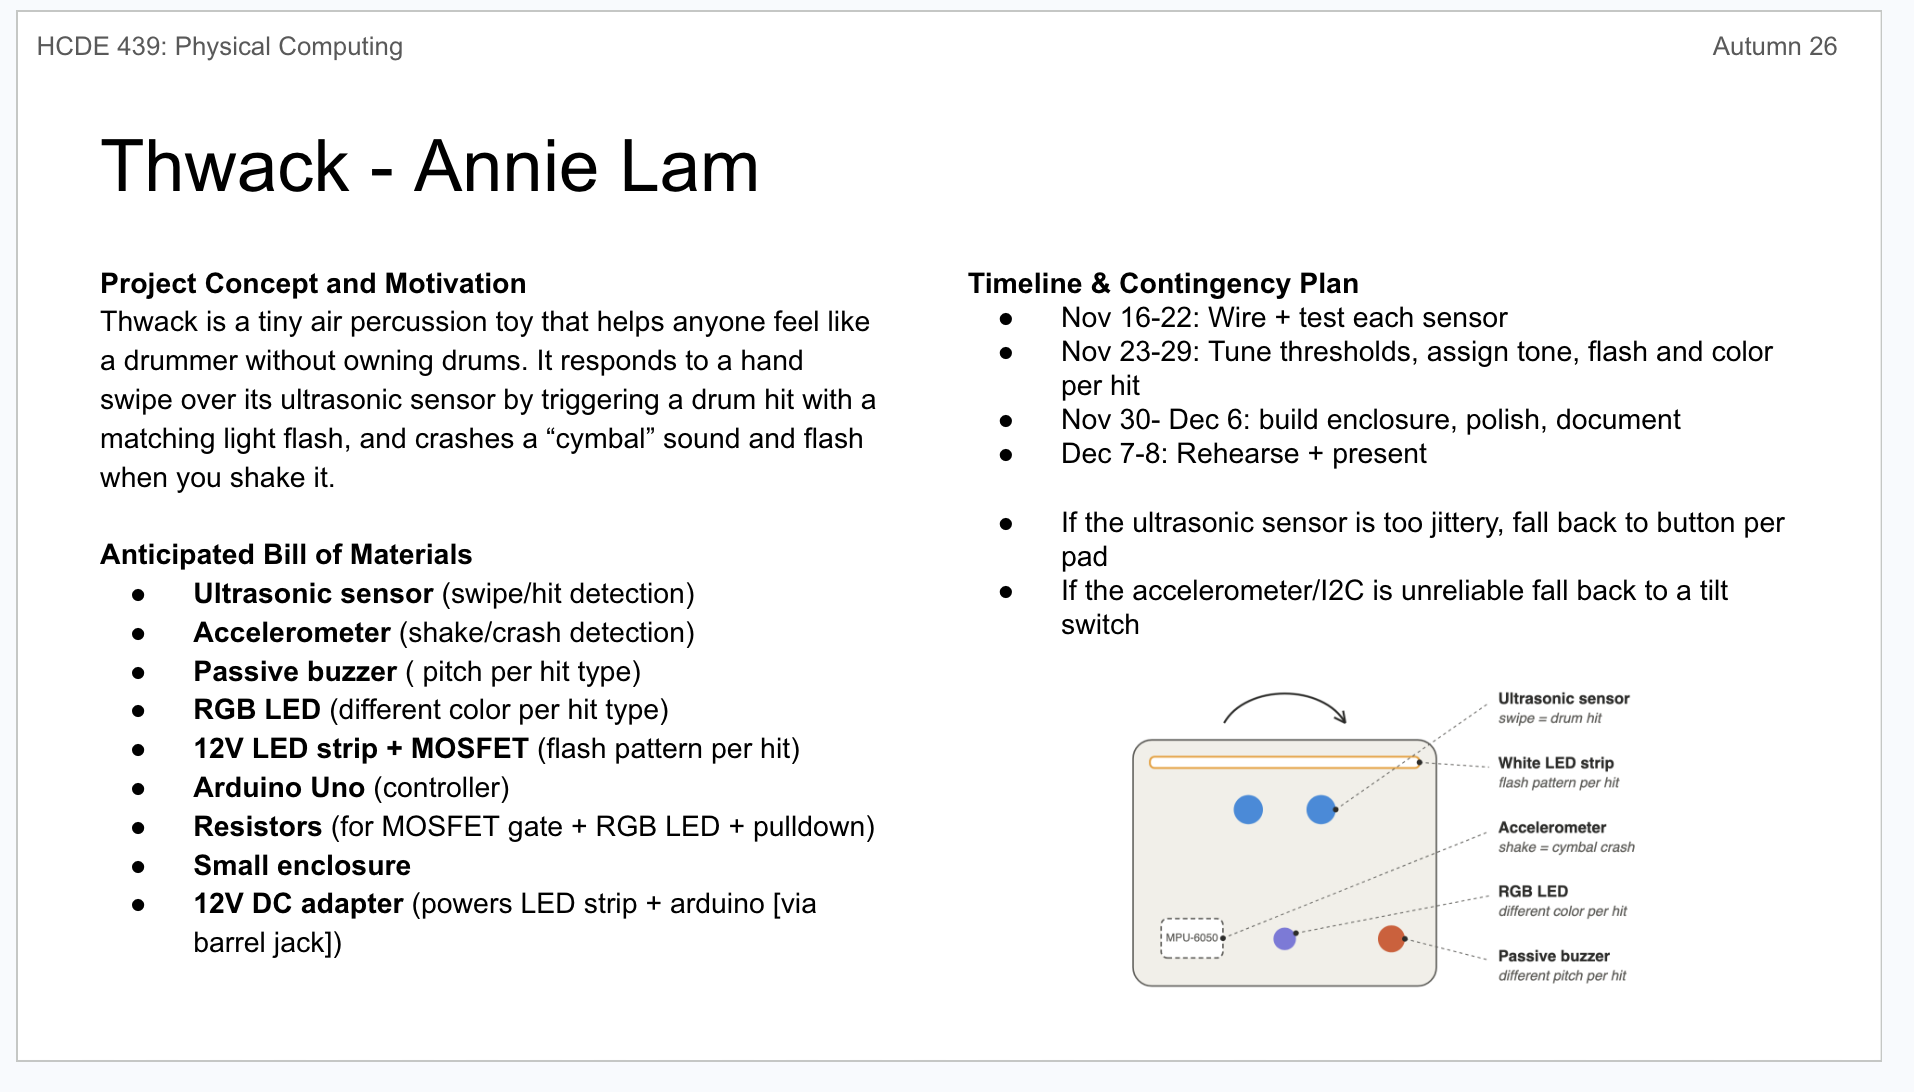 HCDE 439: Physical Computing
Autumn 26
Thwack - Annie Lam
Project Concept and Motivation
Thwack is a tiny air percussion toy that helps anyone feel like
a drummer without owning drums. It responds to a hand
swipe over its ultrasonic sensor by triggering a drum hit with a
matching light flash, and crashes a “cymbal” sound and flash
when you shake it.
Anticipated Bill of Materials
● Ultrasonic sensor (swipe/hit detection)
● Accelerometer (shake/crash detection)
● Passive buzzer ( pitch per hit type)
● RGB LED (different color per hit type)
● 12V LED strip + MOSFET (flash pattern per hit)
● Arduino Uno (controller)
● Resistors (for MOSFET gate + RGB LED + pulldown)
● Small enclosure
● 12V DC adapter (powers LED strip + arduino [via
barrel jack])
Timeline & Contingency Plan
● Nov 16-22: Wire + test each sensor
● Nov 23-29: Tune thresholds, assign tone, flash and color
per hit
● Nov 30- Dec 6: build enclosure, polish, document
● Dec 7-8: Rehearse + present
● If the ultrasonic sensor is too jittery, fall back to button per
pad
● If the accelerometer/I2C is unreliable fall back to a tilt
switch
Ultrasonic sensor
swipe = drum hit
White LED strip
flash pattern per hit
Accelerometer
shake = cymbal crash
RGB LED
different color per hit
MPU-6050
Passive buzzer
different pitch per hit